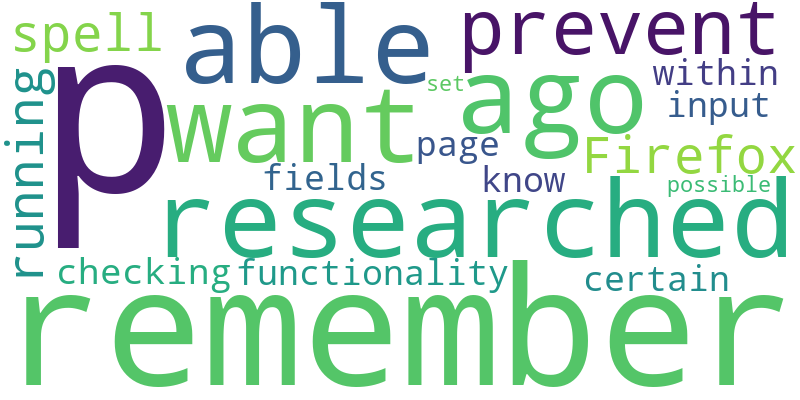 spell able prevent
running p want set ago within
input
page Firefox
fields know possible
researched
checking functionality certain
remember